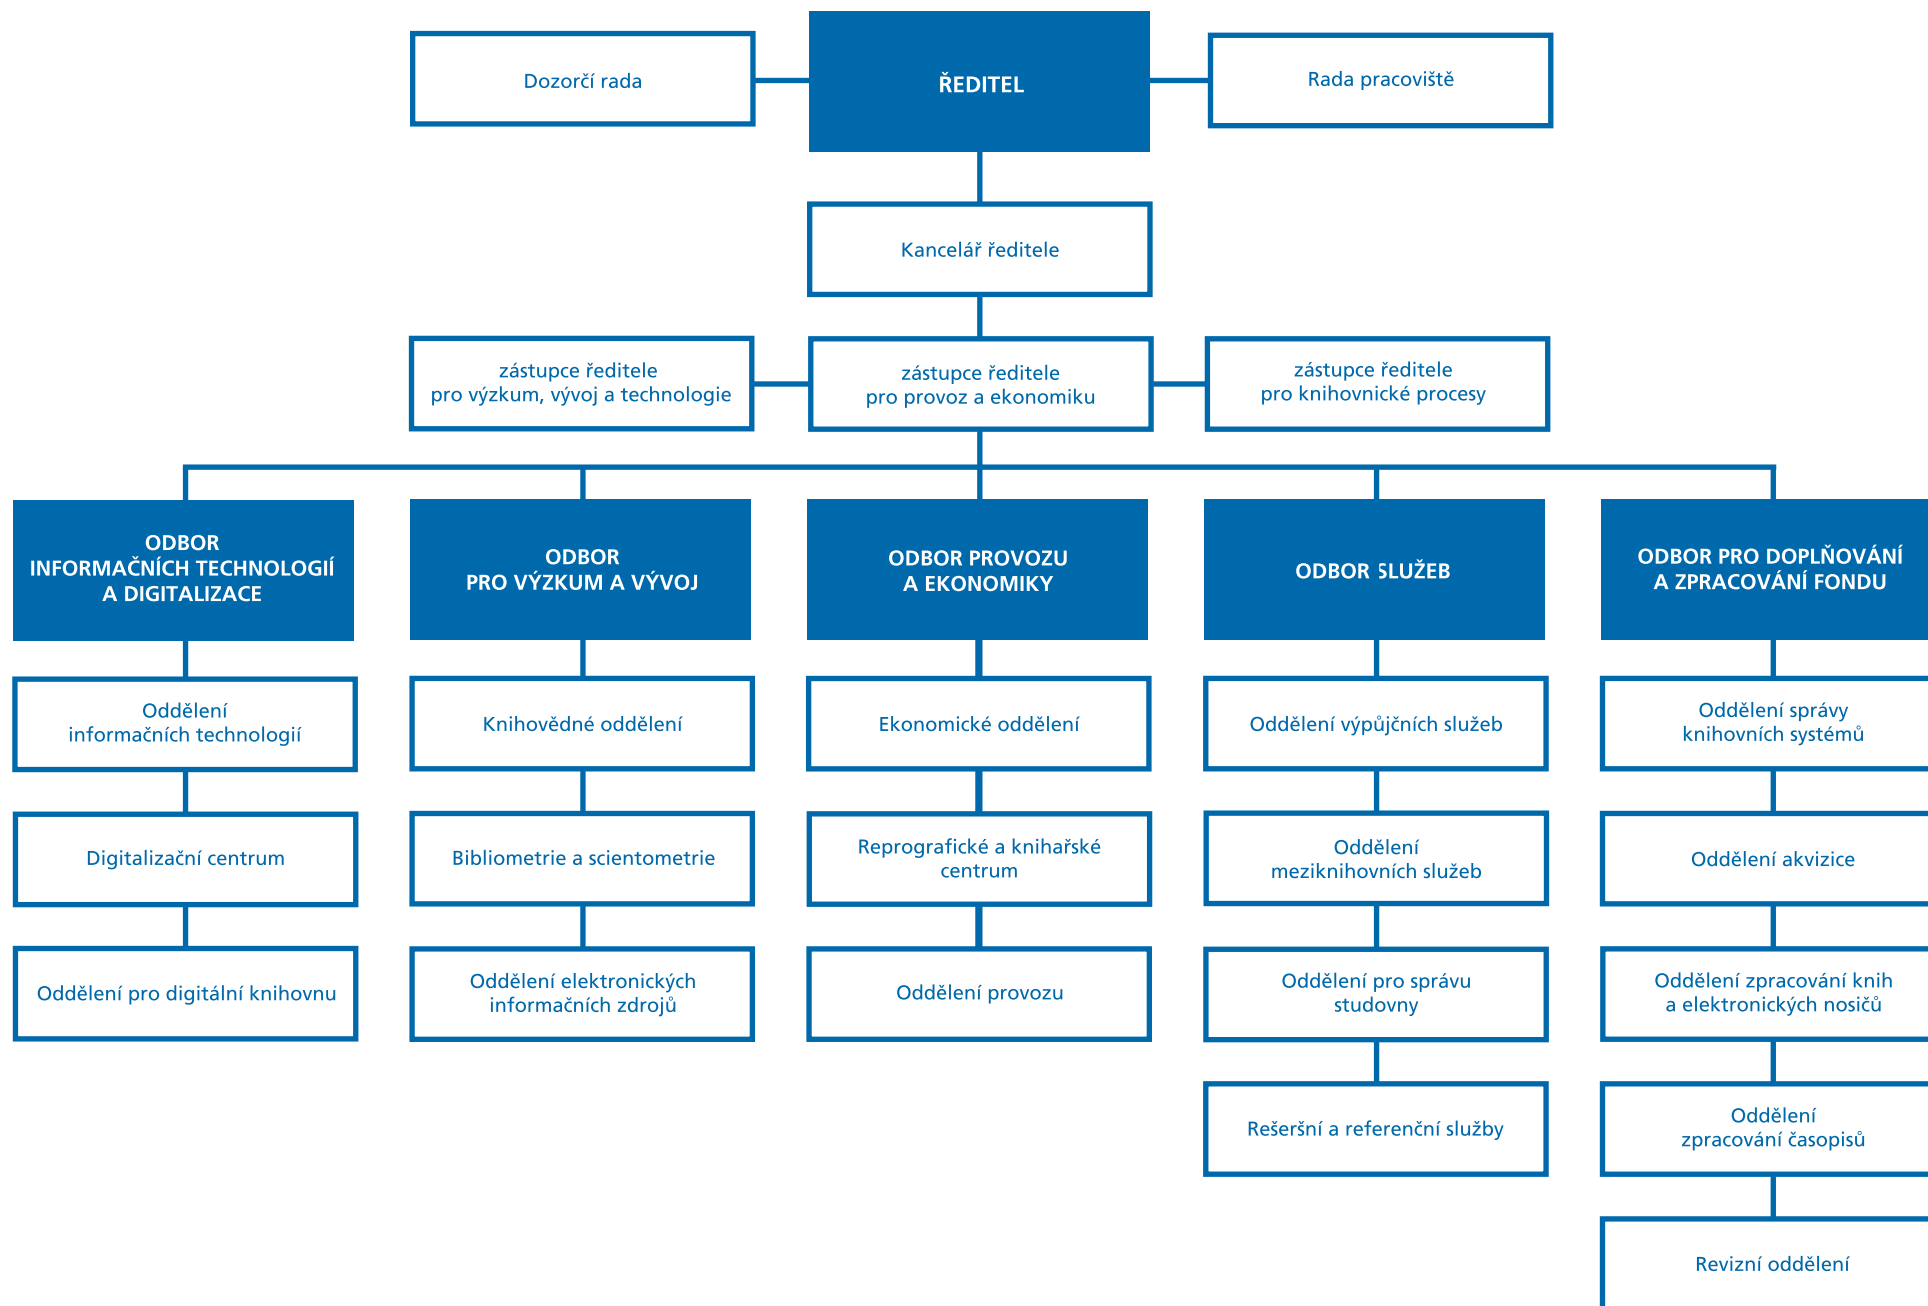 Dozorčí rada
ŘEDITEL
Rada pracoviště
Kancelář ředitele
zástupce ředitele
pro výzkum, vývoj a technologie
zástupce ředitele
pro provoz a ekonomiku
zástupce ředitele
pro knihovnické procesy
ODBOR
INFORMAČNÍCH TECHNOLOGIÍ
A DIGITALIZACE
ODBOR
PRO VÝZKUM A VÝVOJ
ODBOR PROVOZU
A EKONOMIKY
ODBOR SLUŽEB
ODBOR PRO DOPLŇOVÁNÍ
A ZPRACOVÁNÍ FONDU
Oddělení
informačních technologií
Knihovědné oddělení
Ekonomické oddělení
Oddělení výpůjčních služeb
Oddělení správy
knihovních systémů
Digitalizační centrum
Bibliometrie a scientometrie
Reprografické a knihařské
centrum
Oddělení
meziknihovních služeb
Oddělení akvizice
Oddělení pro digitální knihovnu
Oddělení elektronických
informačních zdrojů
Oddělení provozu
Oddělení pro správu
studovny
Oddělení zpracování knih
a elektronických nosičů
Rešeršní a referenční služby
Oddělení
zpracování časopisů
Revizní oddělení